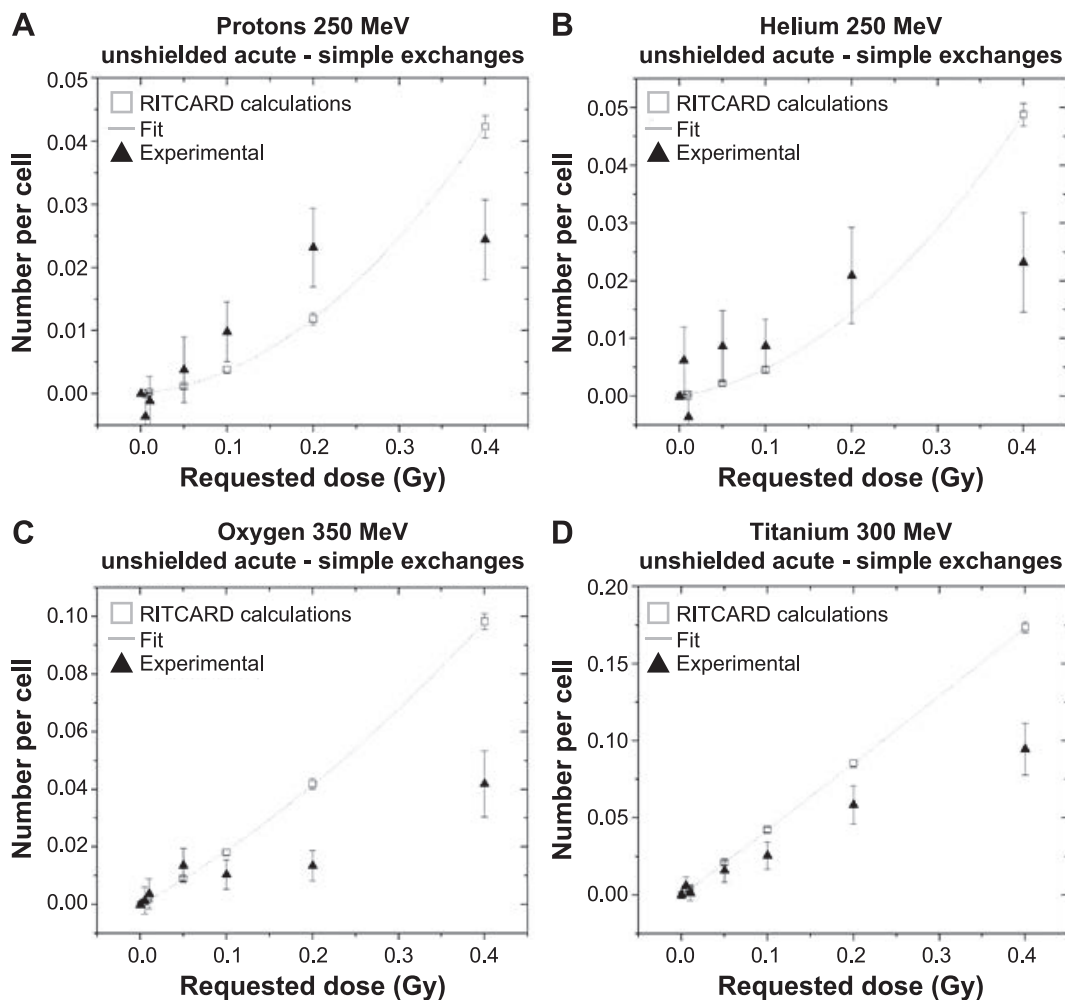 A
Protons 250 MeV
unshielded acute - simple exchanges
RITCARD calculations
Fit
Experimental
Number per cell
0.05
0.04
0.03
0.02
0.01
0.00
0.0
0.1
0.2
0.3
0.4
Requested dose (Gy)
B
Helium 250 MeV
unshielded acute - simple exchanges
RITCARD calculations
Fit
Experimental
Number per cell
0.05
0.04
0.03
0.02
0.01
0.00
0.0
0.1
0.2
0.3
0.4
Requested dose (Gy)
C
Oxygen 350 MeV
unshielded acute - simple exchanges
RITCARD calculations
Fit
Experimental
Number per cell
0.10
0.08
0.06
0.04
0.02
0.00
0.0
0.1
0.2
0.3
0.4
Requested dose (Gy)
D
Titanium 300 MeV
unshielded acute - simple exchanges
RITCARD calculations
Fit
Experimental
Number per cell
0.20
0.15
0.10
0.05
0.00
0.0
0.1
0.2
0.3
0.4
Requested dose (Gy)